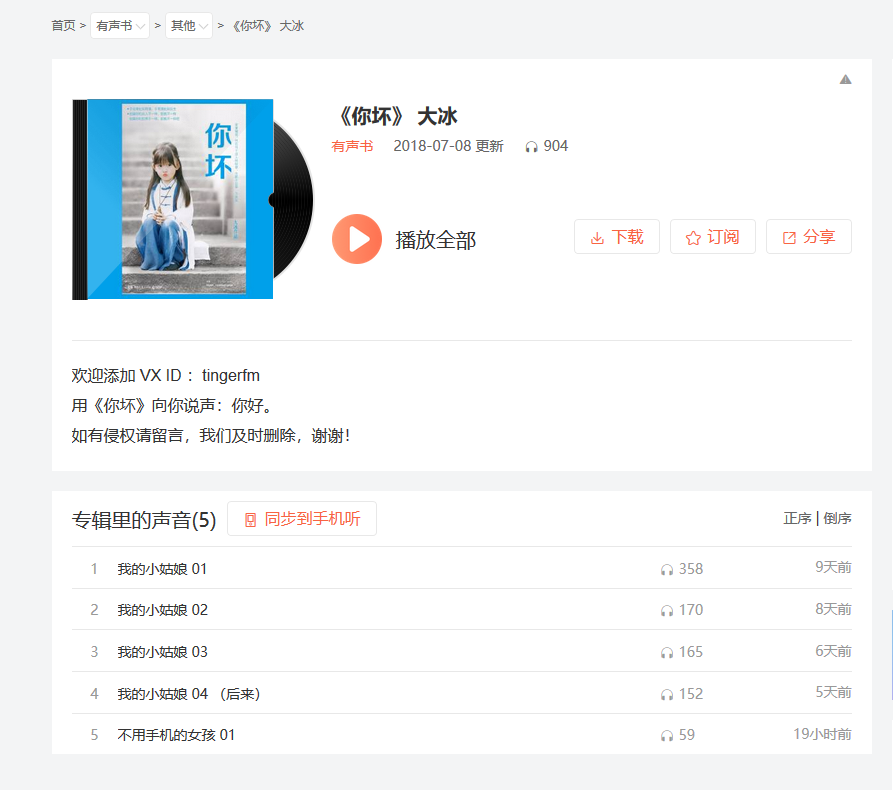 首页 > 有声书 > 其他 > 《你坏》 大冰
你坏
《你坏》 大冰
有声书 2018-07-08 更新 904
播放全部 下载 订阅 分享
欢迎添加 VX ID ：tingerfm
用《你坏》向你说声：你好。
如有侵权请留言，我们及时删除，谢谢！
专辑里的声音(5) 同步到手机听 正序 | 倒序
1 我的小姑娘 01 358 9天前
2 我的小姑娘 02 170 8天前
3 我的小姑娘 03 165 6天前
4 我的小姑娘 04 （后来） 152 5天前
5 不用手机的女孩 01 59 19小时前